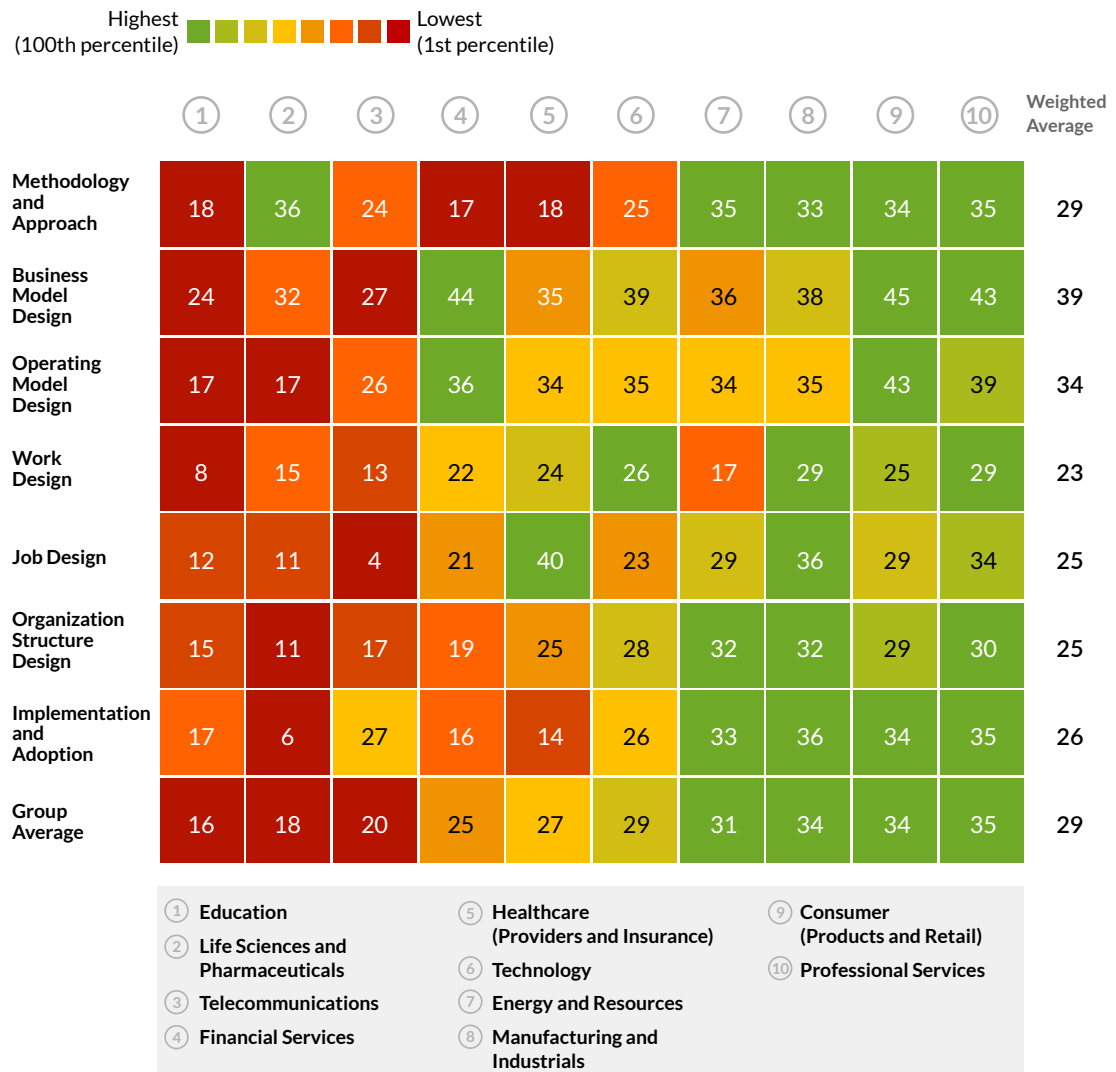 Highest
(100th percentile)
Lowest
(1st percentile)
1 2 3 4 5 6 7 8 9 10
Weighted
Average
Methodology
and
Approach
18 36 24 17 18 25 35 33 34 35 29
Business
Model
Design
24 32 27 44 35 39 36 38 45 43 39
Operating
Model
Design
17 17 26 36 34 35 34 35 43 39 34
Work
Design
8 15 13 22 24 26 17 29 25 29 23
Job Design
12 11 4 21 40 23 29 36 29 34 25
Organization
Structure
Design
15 11 17 19 25 28 32 32 29 30 25
Implementation
and
Adoption
17 6 27 16 14 26 33 36 34 35 26
Group
Average
16 18 20 25 27 29 31 34 34 35 29
1 Education
2 Life Sciences and
Pharmaceuticals
3 Telecommunications
4 Financial Services
5 Healthcare
(Providers and Insurance)
6 Technology
7 Energy and Resources
8 Manufacturing and
Industrials
9 Consumer
(Products and Retail)
10 Professional Services